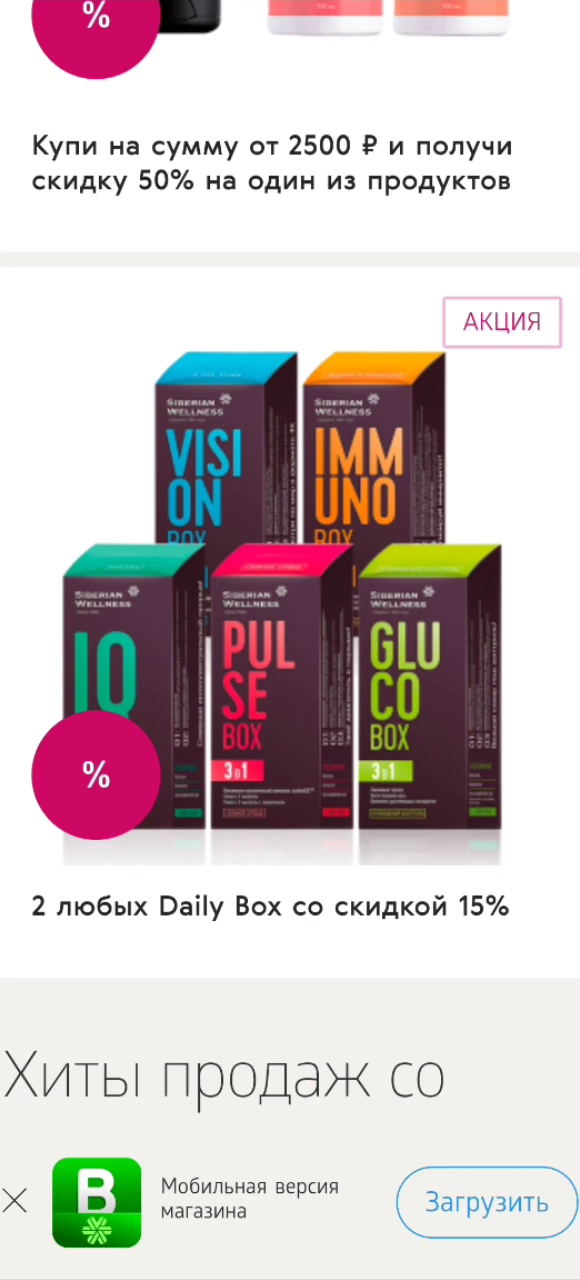 %
Купи на сумму от 2500 ₽ и получи
скидку 50% на один из продуктов
АКЦИЯ
SIBERIAN
WELLNESS
VISI
ON
BOX
SIBERIAN
WELLNESS
IMM
UNO
BOX
SIBERIAN
WELLNESS
IQ
SIBERIAN
WELLNESS
PUL
SE
BOX
3в1
SIBERIAN
WELLNESS
GLU
CO
BOX
3в1
%
2 любых Daily Box со скидкой 15%
Хиты продаж со
B
Мобильная версия
магазина
Загрузить